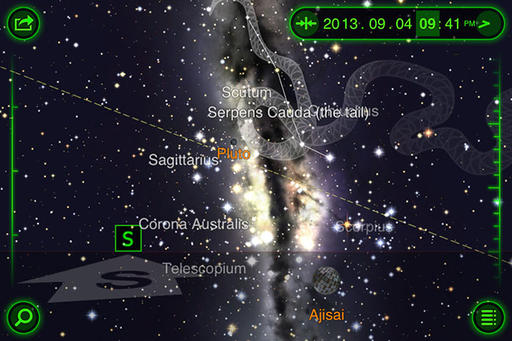 2013.09.04 09:41 PM
Scutum
Serpens Cauda (the tail)
Sagittarius
Pluto
Corona Australis
Scorpius
S
S
Telescopium
Ajisai